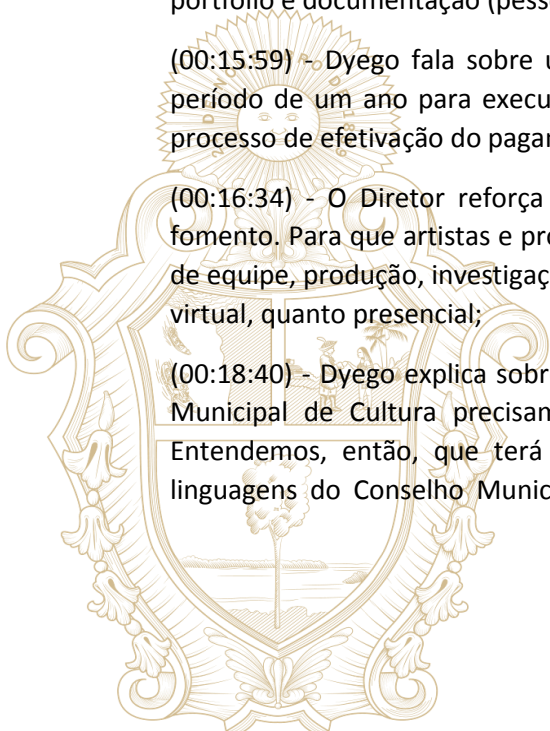 portfólio e documentação (pess
(00:15:59) - Dyego fala sobre u
período de um ano para execu
processo de efetivação do pagar
(00:16:34) - O Diretor reforça
fomento. Para que artistas e pro
de equipe, produção, investigaç
virtual, quanto presencial;
(00:18:40) - Dyego explica sobr
Municipal de Cultura precisan
Entendemos, então, que terá
linguagens do Conselho Munic